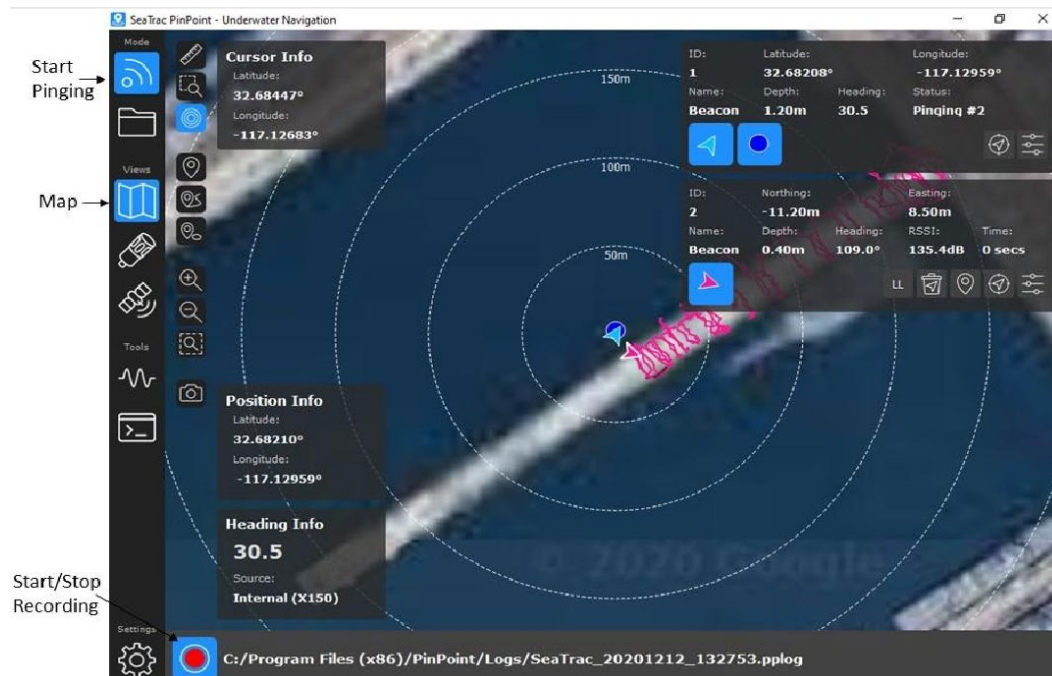 SeaTrac PinPoint - Underwater Navigation
Start
Pinging
Map
Start/Stop
Recording
Mode
Views
Tools
Settings
Cursor Info
Latitude:
32.68447°
Longitude:
-117.12683°
150m
100m
50m
ID: Latitude: Longitude:
1 32.68208° -117.12959°
Name: Depth: Heading: Status:
Beacon 1.20m 30.5 Pinging #2
ID: Northing: Easting:
2 -11.20m 8.50m
Name: Depth: Heading: RSSI: Time:
Beacon 0.40m 109.0° 135.4dB 0 secs
LL
Position Info
Latitude:
32.68210°
Longitude:
-117.12959°
Heading Info
30.5
Source:
Internal (X150)
© 2020 Google
C:/Program Files (x86)/PinPoint/Logs/SeaTrac_20201212_132753.pplog